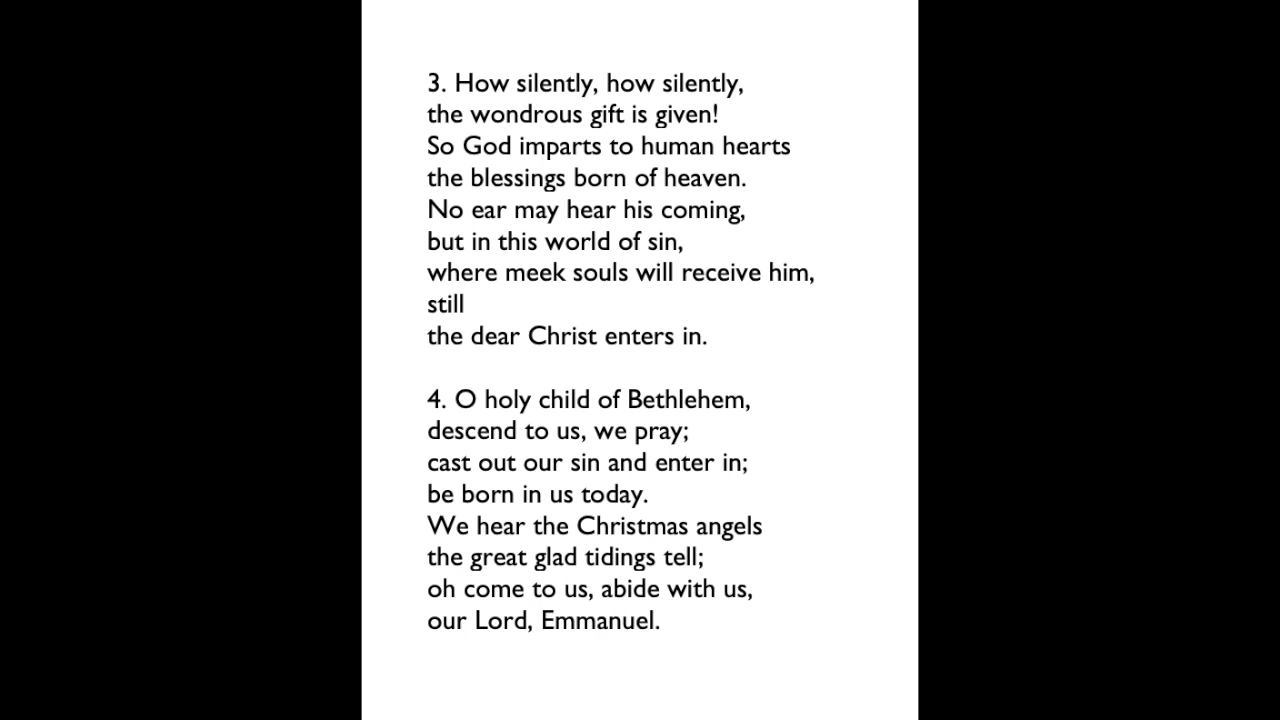 3. How silently, how silently,
the wondrous gift is given!
So God imparts to human hearts
the blessings born of heaven.
No ear may hear his coming,
but in this world of sin,
where meek souls will receive him,
still
the dear Christ enters in.
4. O holy child of Bethlehem,
descend to us, we pray;
cast out our sin and enter in;
be born in us today.
We hear the Christmas angels
the great glad tidings tell;
oh come to us, abide with us,
our Lord, Emmanuel.